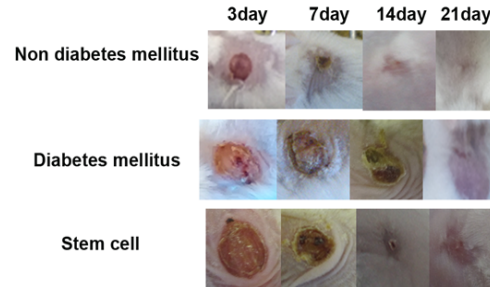 3day 7day 14day 21day
Non diabetes mellitus
Diabetes mellitus
Stem cell